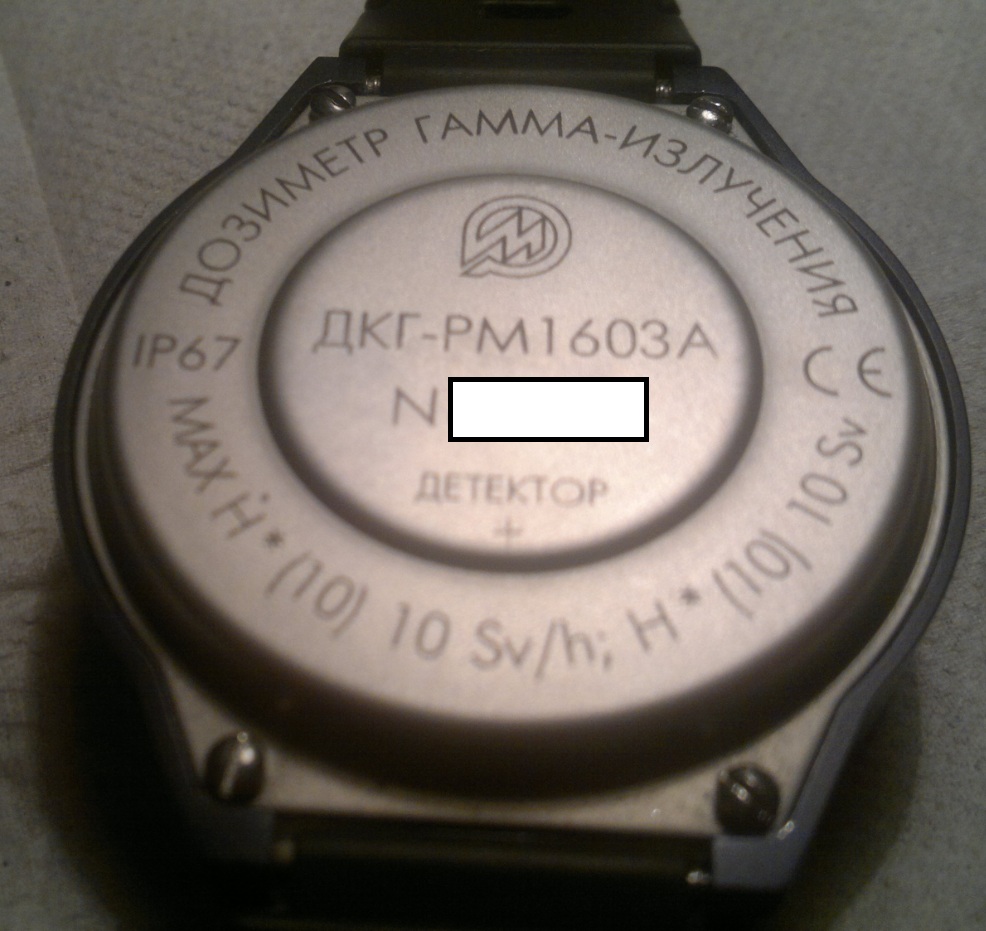 ДОЗИМЕТР ГАММА-ИЗЛУЧЕНИЯ
ДКГ-РМ1603А
N
ДЕТЕКТОР
+
IP67
CE
MAX Ḣ*(10) 10 Sv/h; H*(10) 10 Sv